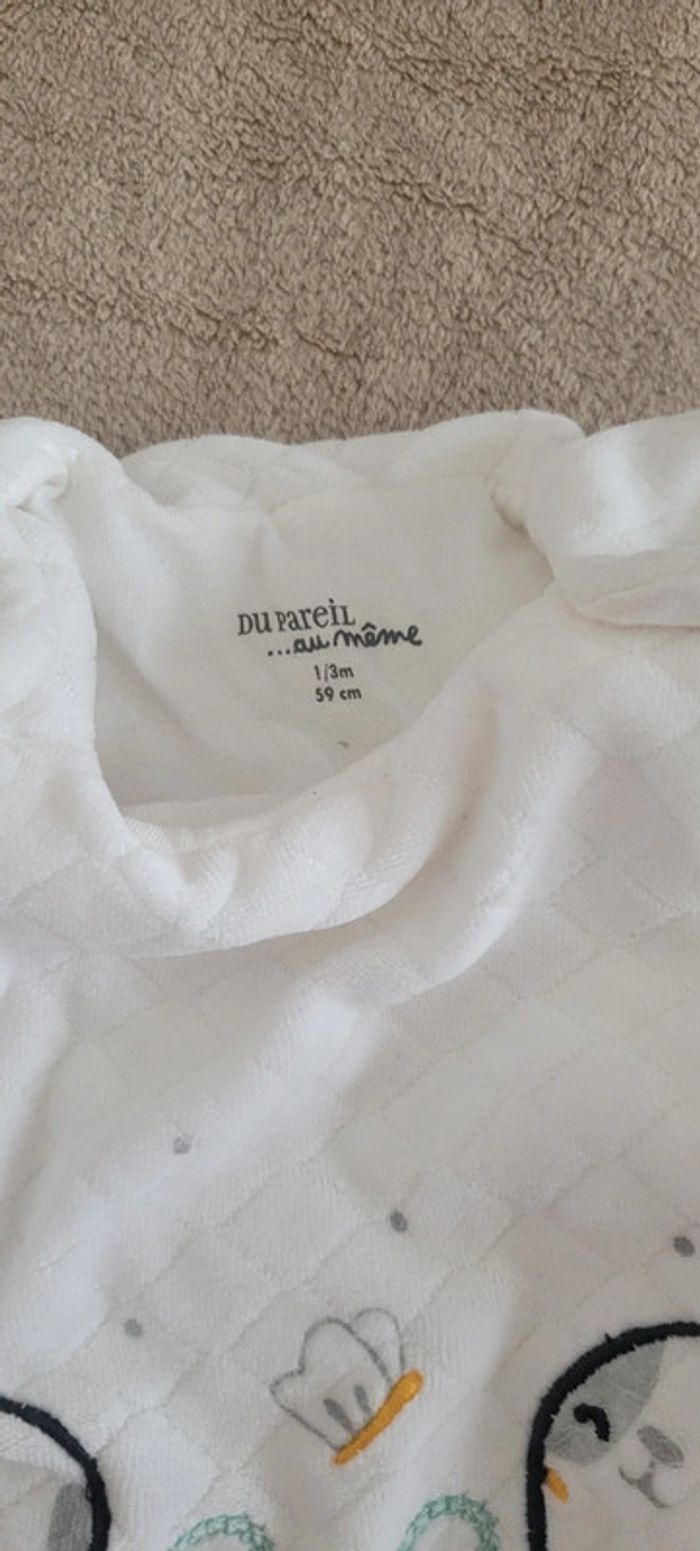 DU PAREIL
...au même
1/3m
59 cm